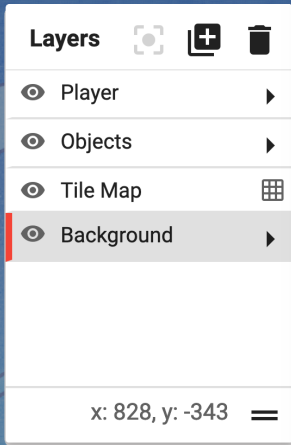 Layers
Player
Objects
Tile Map
Background
x: 828, y: -343